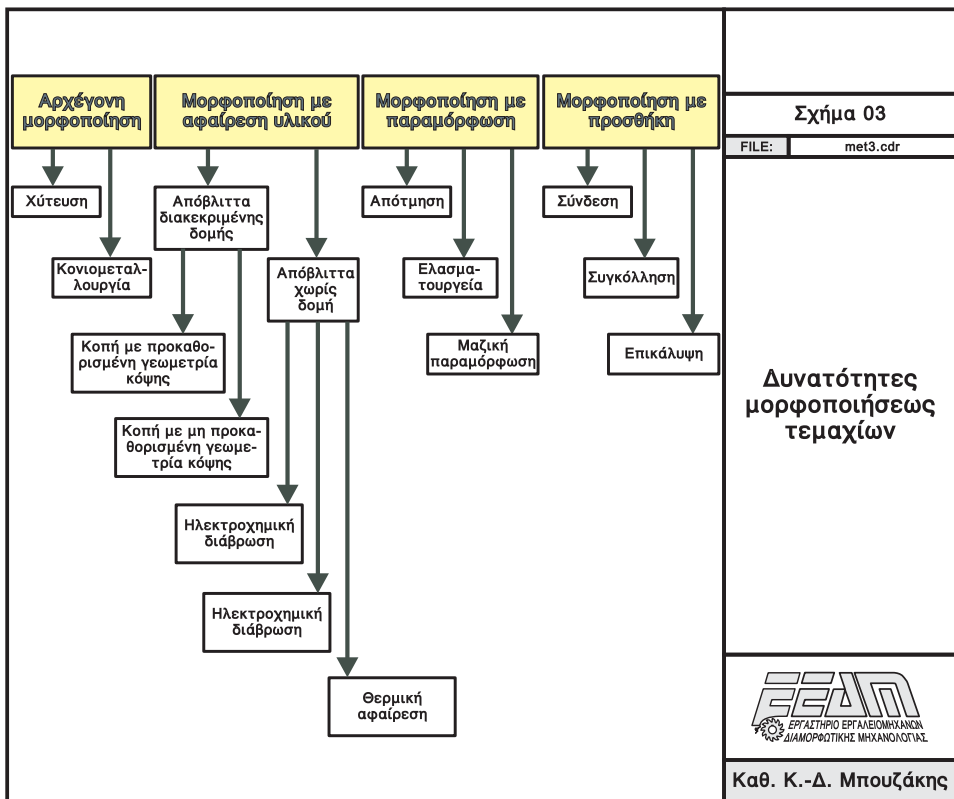 Αρχέγονη
μορφοποίηση
Μορφοποίηση με
αφαίρεση υλικού
Μορφοποίηση με
παραμόρφωση
Μορφοποίηση με
προσθήκη
Χύτευση
Κονιομεταλ-
λουργία
Απόβλιττα
διακεκριμένης
δομής
Απόβλιττα
χωρίς
δομή
Κοπή με προκαθο-
ρισμένη γεωμετρία
κόψης
Κοπή με μη προκα-
θορισμένη γεωμε-
τρία κόψης
Ηλεκτροχημική
διάβρωση
Ηλεκτροχημική
διάβρωση
Θερμική
αφαίρεση
Απότμηση
Ελασμα-
τουργεία
Μαζική
παραμόρφωση
Σύνδεση
Συγκόλληση
Επικάλυψη
Σχήμα 03
FILE: met3.cdr
Δυνατότητες
μορφοποιήσεως
τεμαχίων
ΕΕΔΜ
ΕΡΓΑΣΤΗΡΙΟ ΕΡΓΑΛΕΙΟΜΗΧΑΝΩΝ
ΔΙΑΜΟΡΦΩΤΙΚΗΣ ΜΗΧΑΝΟΛΟΓΙΑΣ
Καθ. Κ.-Δ. Μπουζάκης